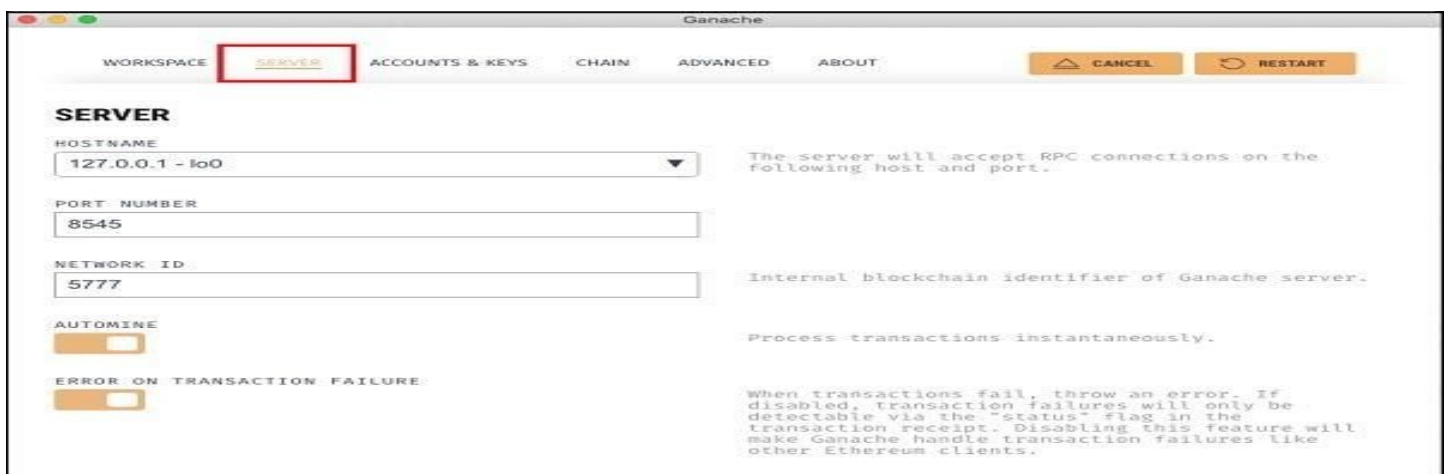 Ganache
WORKSPACE SERVER ACCOUNTS & KEYS CHAIN ADVANCED ABOUT CANCEL RESTART
SERVER
HOSTNAME
127.0.0.1 - lo0
The server will accept RPC connections on the
following host and port.
PORT NUMBER
8545
NETWORK ID
5777
Internal blockchain identifier of Ganache server.
AUTOMINE
Process transactions instantaneously.
ERROR ON TRANSACTION FAILURE
When transactions fail, throw an error. If
disabled, transaction failures will only be
detectable via the "status" flag in the
transaction receipt. Disabling this feature will
make Ganache handle transaction failures like
other Ethereum clients.